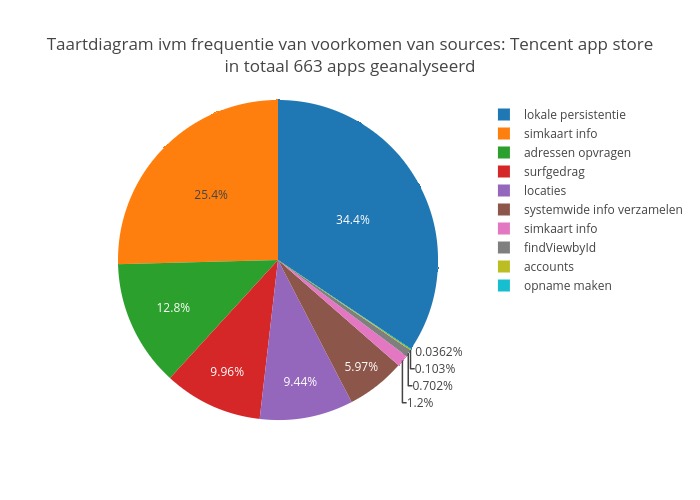 Taartdiagram ivm frequentie van voorkomen van sources: Tencent app store
in totaal 663 apps geanalyseerd
lokale persistentie
simkaart info
adressen opvragen
surfgedrag
locaties
systemwide info verzamelen
simkaart info
findViewbyId
accounts
opname maken
25.4%
34.4%
12.8%
9.96%
9.44%
5.97%
0.0362%
0.103%
0.702%
1.2%